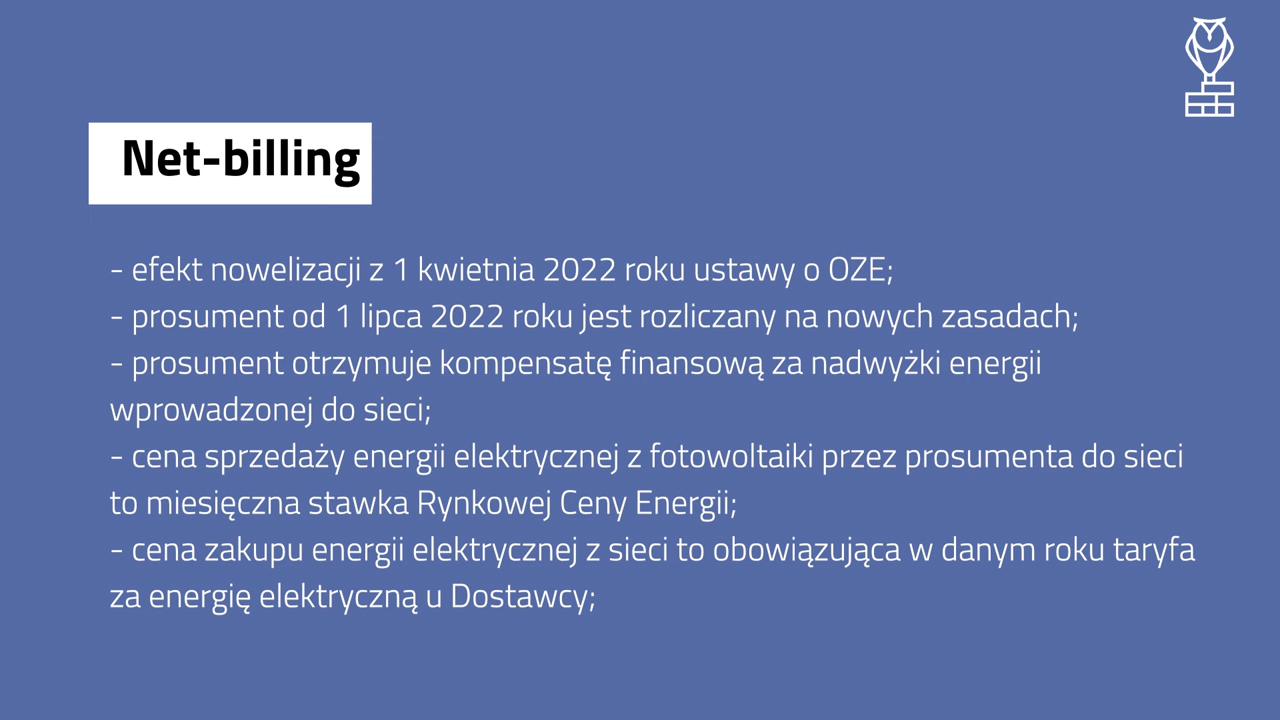 Net-billing
- efekt nowelizacji z 1 kwietnia 2022 roku ustawy o OZE;
- prosument od 1 lipca 2022 roku jest rozliczany na nowych zasadach;
- prosument otrzymuje kompensatę finansową za nadwyżki energii
wprowadzonej do sieci;
- cena sprzedaży energii elektrycznej z fotowoltaiki przez prosumenta do sieci
to miesięczna stawka Rynkowej Ceny Energii;
- cena zakupu energii elektrycznej z sieci to obowiązująca w danym roku taryfa
za energię elektryczną u Dostawcy;